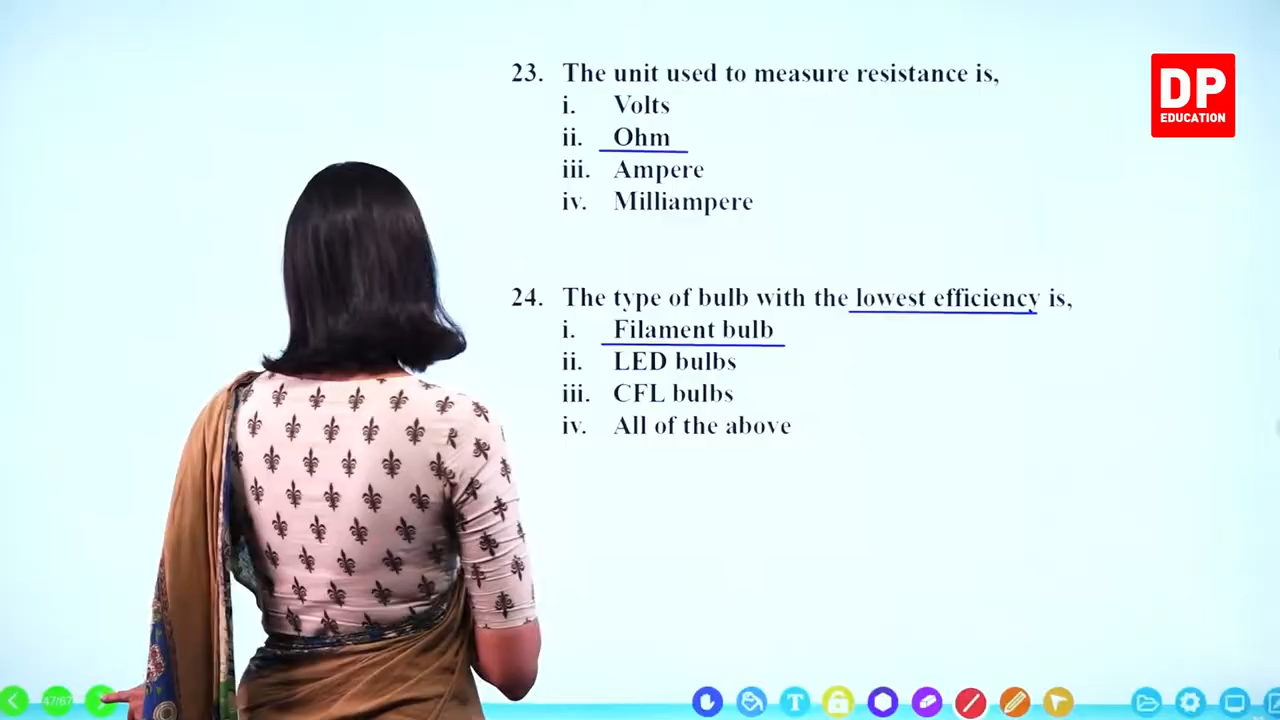 DP
EDUCATION
23. The unit used to measure resistance is,
i. Volts
ii. Ohm
iii. Ampere
iv. Milliampere
24. The type of bulb with the lowest efficiency is,
i. Filament bulb
ii. LED bulbs
iii. CFL bulbs
iv. All of the above
47/67
T